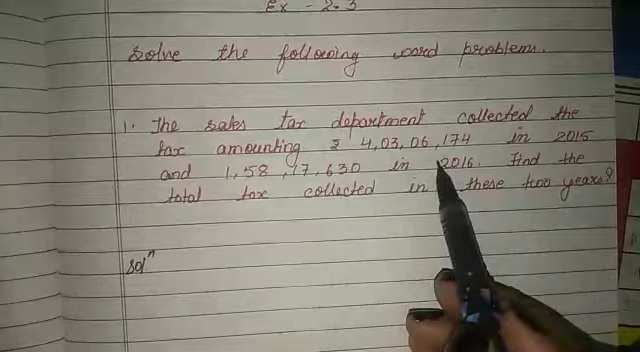 Ex - 2.3
Solve the following word problem.
1. The sales tax department collected the
tax amounting ₹ 4,03,06,174 in 2015
and 1,58,17,630 in 2016. Find the
total tax collected in these two years?
Solⁿ